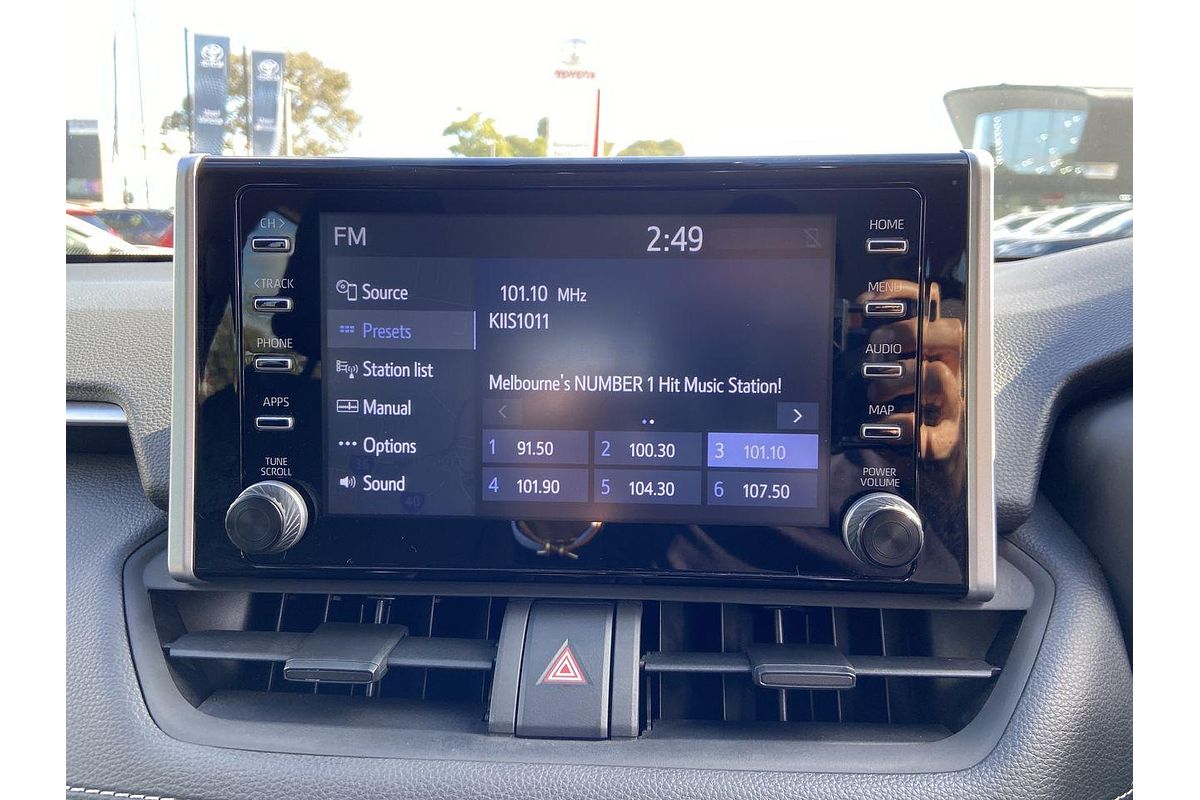 TOYOTA
CH >
< TRACK
PHONE
APPS
TUNE
SCROLL
FM
2:49
Source
Presets
Station list
Manual
Options
Sound
101.10 MHz
KIIS1011
Melbourne's NUMBER 1 Hit Music Station!
< >
1 91.50 2 100.30 3 101.10
4 101.90 5 104.30 6 107.50
HOME
MENU
AUDIO
MAP
POWER
VOLUME